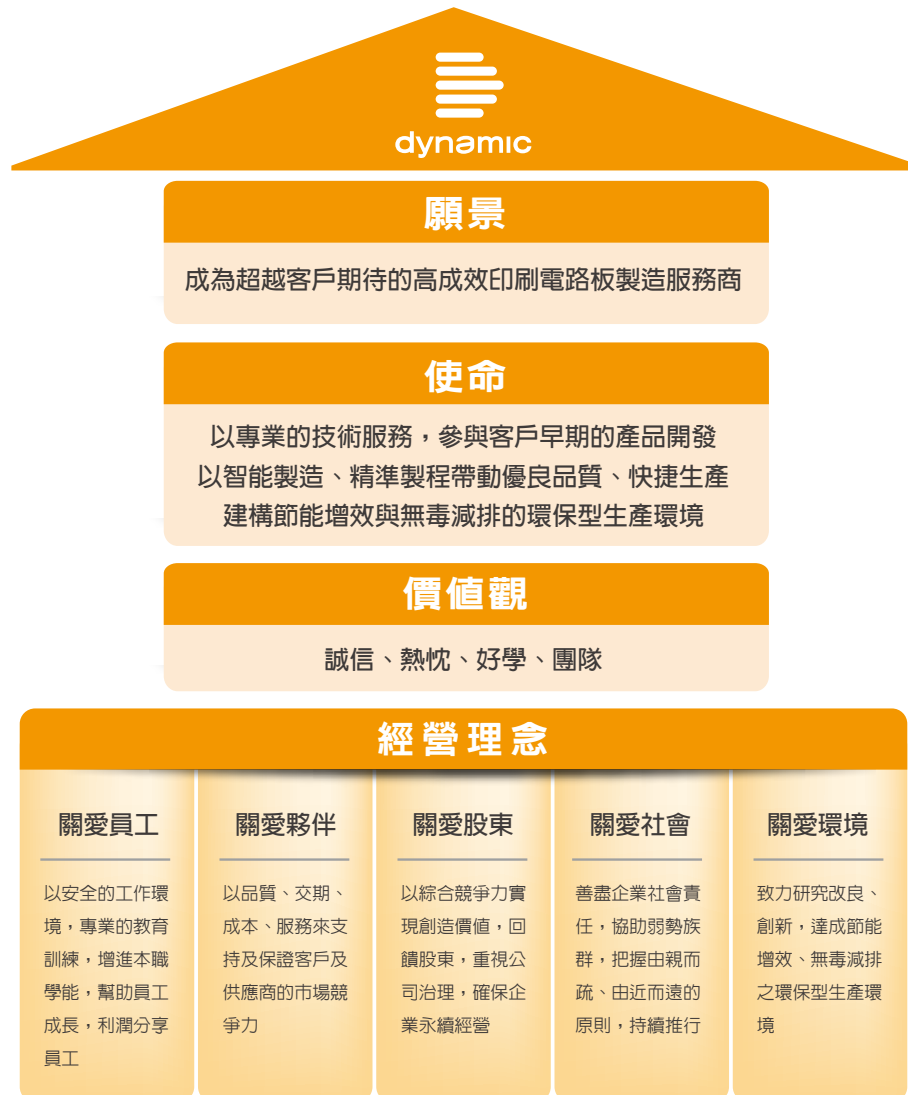 dynamic
願景
成為超越客戶期待的高成效印刷電路板製造服務商
使命
以專業的技術服務，參與客戶早期的產品開發
以智能製造、精準製程帶動優良品質、快捷生產
建構節能增效與無毒減排的環保型生產環境
價值觀
誠信、熱忱、好學、團隊
經營理念
關愛員工
以安全的工作環
境，專業的教育
訓練，增進本職
學能，幫助員工
成長，利潤分享
員工
關愛夥伴
以品質、交期、
成本、服務來支
持及保證客戶及
供應商的市場競
爭力
關愛股東
以綜合競爭力實
現創造價值，回
饋股東，重視公
司治理，確保企
業永續經營
關愛社會
善盡企業社會責
任，協助弱勢族
群，把握由親而
疏、由近而遠的
原則，持續推行
關愛環境
致力研究改良、
創新，達成節能
增效、無毒減排
之環保型生產環
境